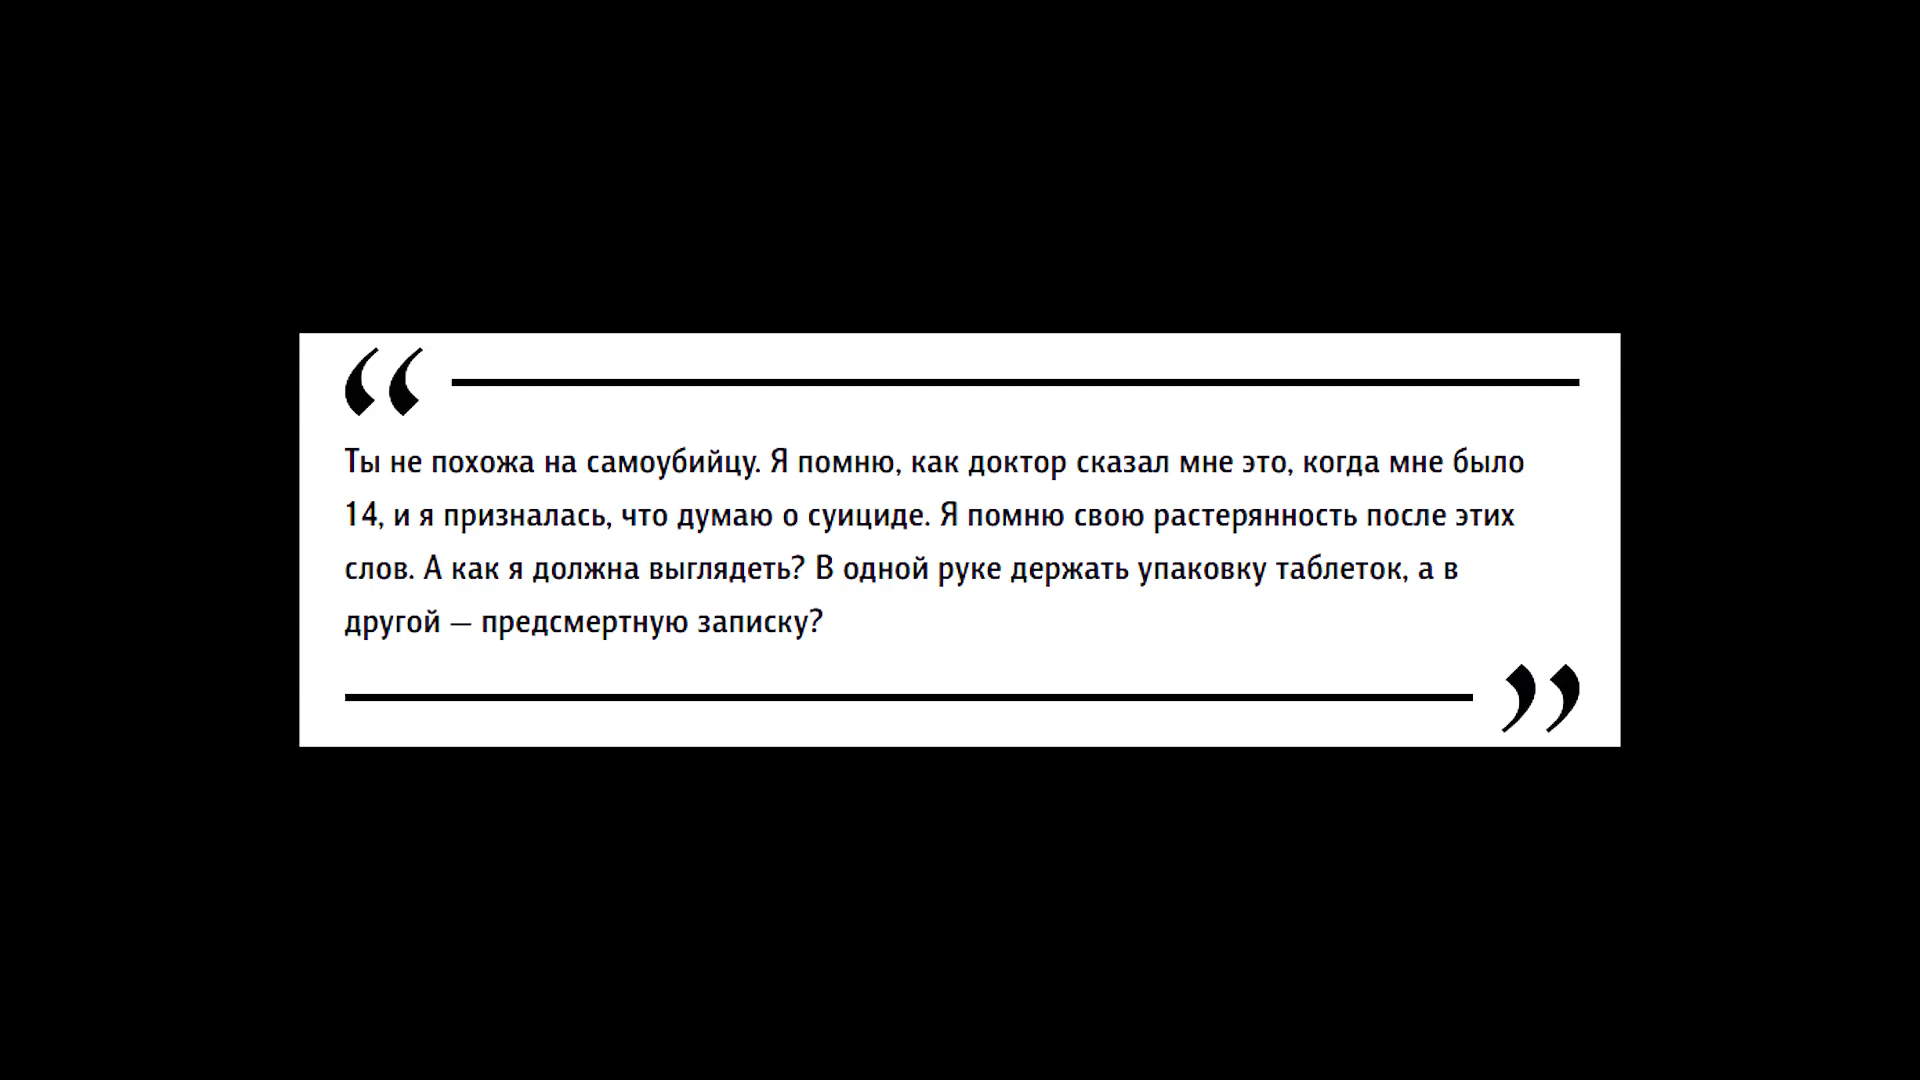 “
Ты не похожа на самоубийцу. Я помню, как доктор сказал мне это, когда мне было
14, и я призналась, что думаю о суициде. Я помню свою растерянность после этих
слов. А как я должна выглядеть? В одной руке держать упаковку таблеток, а в
другой — предсмертную записку?
”